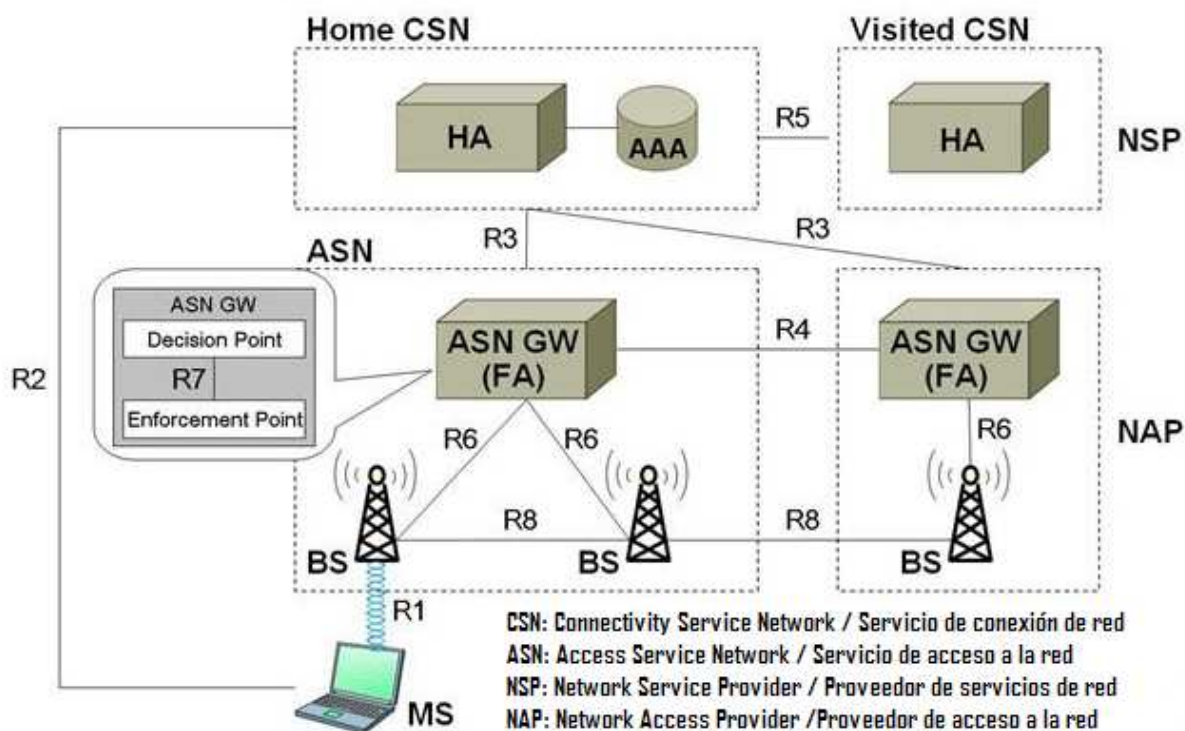 Home CSN
Visited CSN
HA
AAA
R5
HA
NSP
R3
R3
ASN
ASN GW
Decision Point
R7
Enforcement Point
R2
ASN GW
(FA)
R4
ASN GW
(FA)
R6
R6
R6
NAP
R8
R8
BS
BS
BS
R1
MS
CSN: Connectivity Service Network / Servicio de conexión de red
ASN: Access Service Network / Servicio de acceso a la red
NSP: Network Service Provider / Proveedor de servicios de red
NAP: Network Access Provider /Proveedor de acceso a la red